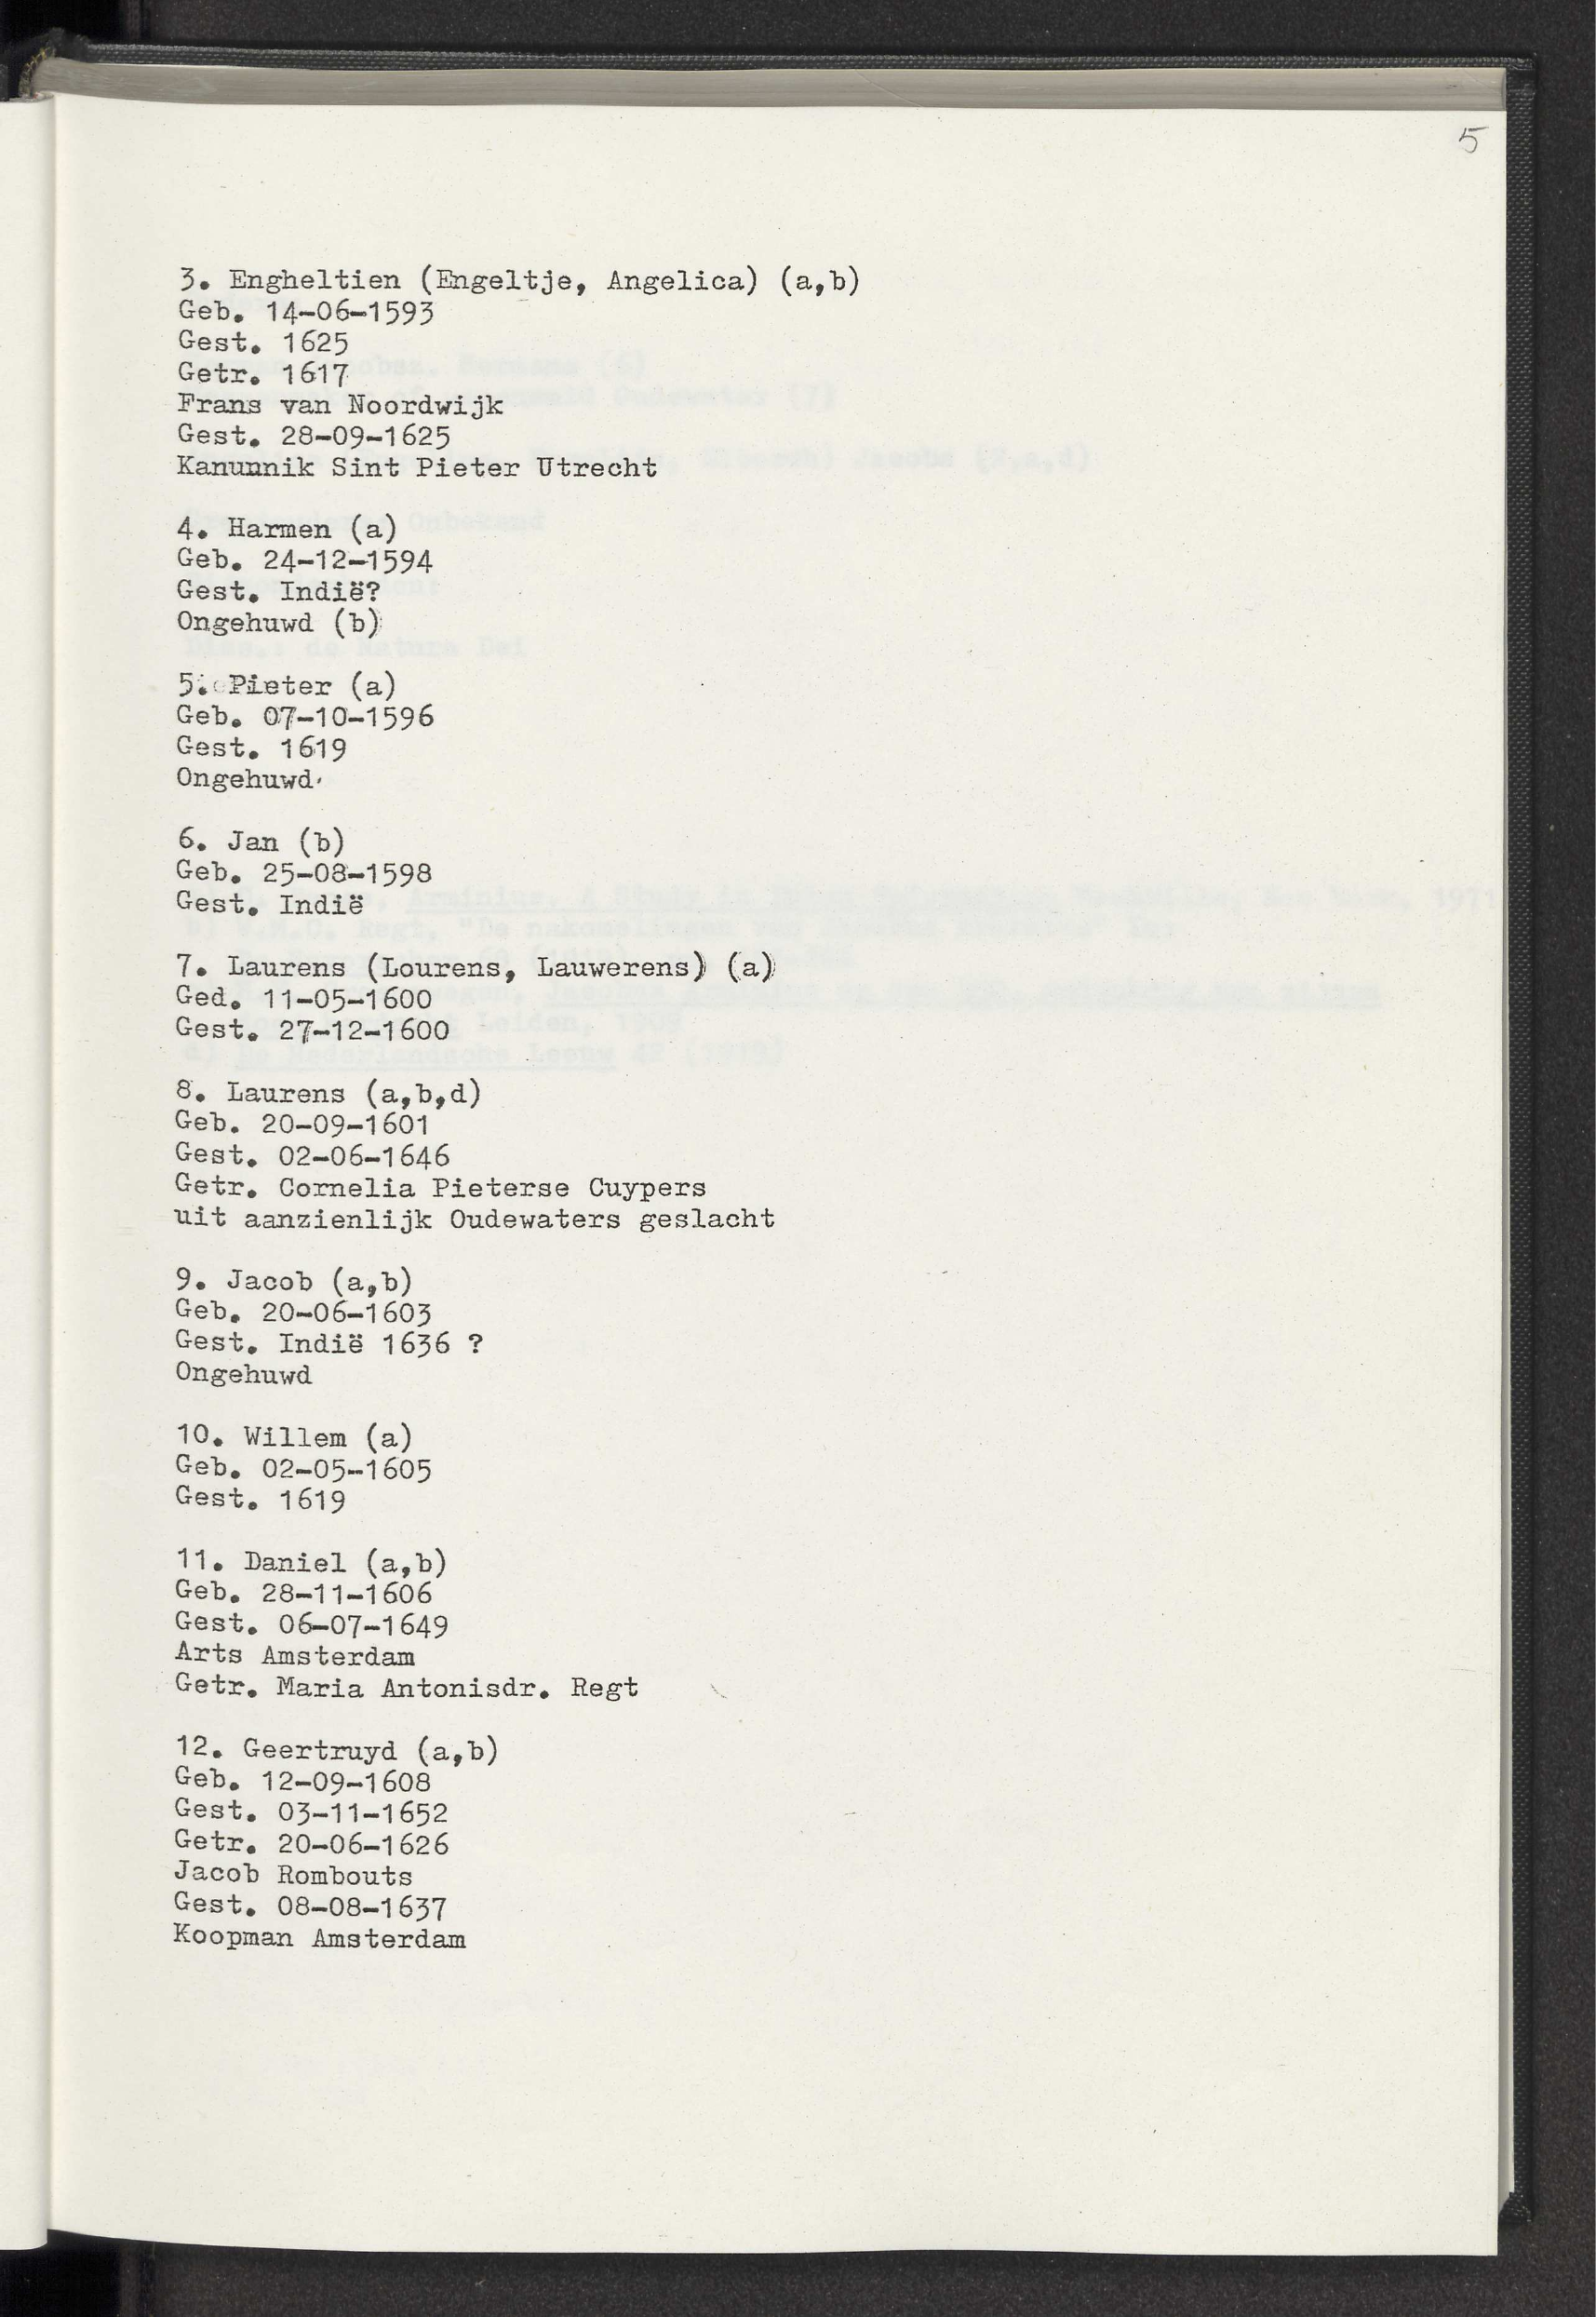 5
3. Engheltien (Engeltje, Angelica) (a,b)
Geb. 14-06-1593
Gest. 1625
Getr. 1617
Frans van Noordwijk
Gest. 28-09-1625
Kanunnik Sint Pieter Utrecht
4. Harmen (a)
Geb. 24-12-1594
Gest. Indië?
Ongehuwd (b)
5. Pieter (a)
Geb. 07-10-1596
Gest. 1619
Ongehuwd
6. Jan (b)
Geb. 25-08-1598
Gest. Indië
7. Laurens (Lourens, Lauwerens) (a)
Ged. 11-05-1600
Gest. 27-12-1600
8. Laurens (a,b,d)
Geb. 20-09-1601
Gest. 02-06-1646
Getr. Cornelia Pieterse Cuypers
uit aanzienlijk Oudewaters geslacht
9. Jacob (a,b)
Geb. 20-06-1603
Gest. Indië 1636 ?
Ongehuwd
10. Willem (a)
Geb. 02-05-1605
Gest. 1619
11. Daniel (a,b)
Geb. 28-11-1606
Gest. 06-07-1649
Arts Amsterdam
Getr. Maria Antonisdr. Regt
12. Geertruyd (a,b)
Geb. 12-09-1608
Gest. 03-11-1652
Getr. 20-06-1626
Jacob Rombouts
Gest. 08-08-1637
Koopman Amsterdam